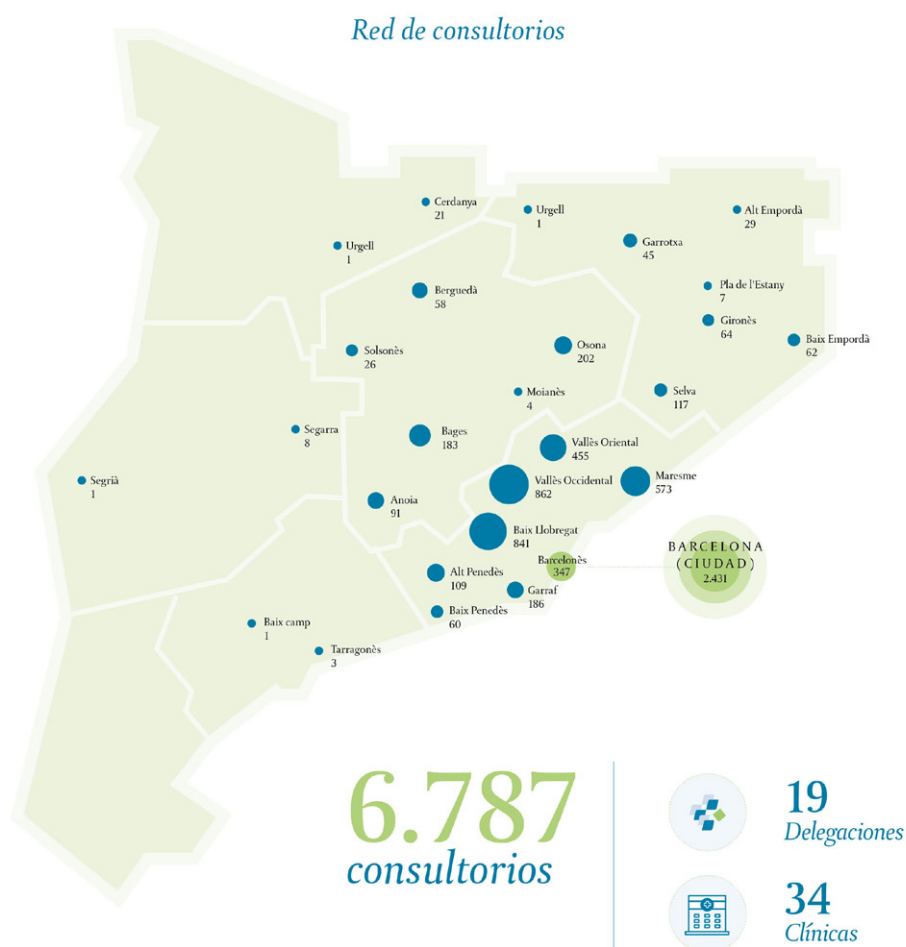 Red de consultorios
Cerdanya
21
Urgell
1
Alt Empordà
29
Garrotxa
45
Urgell
1
Berguedà
58
Pla de l'Estany
7
Gironès
64
Baix Empordà
62
Solsonès
26
Osona
202
Moianès
4
Selva
117
Segarra
8
Bages
183
Vallès Oriental
455
Segrià
1
Vallès Occidental
862
Maresme
573
Anoia
91
Baix Llobregat
841
Barcelonès
347
BARCELONA
(CIUDAD)
2.431
Alt Penedès
109
Garraf
186
Baix Penedès
60
Baix camp
1
Tarragonès
3
6.787
consultorios
19
Delegaciones
34
Clínicas